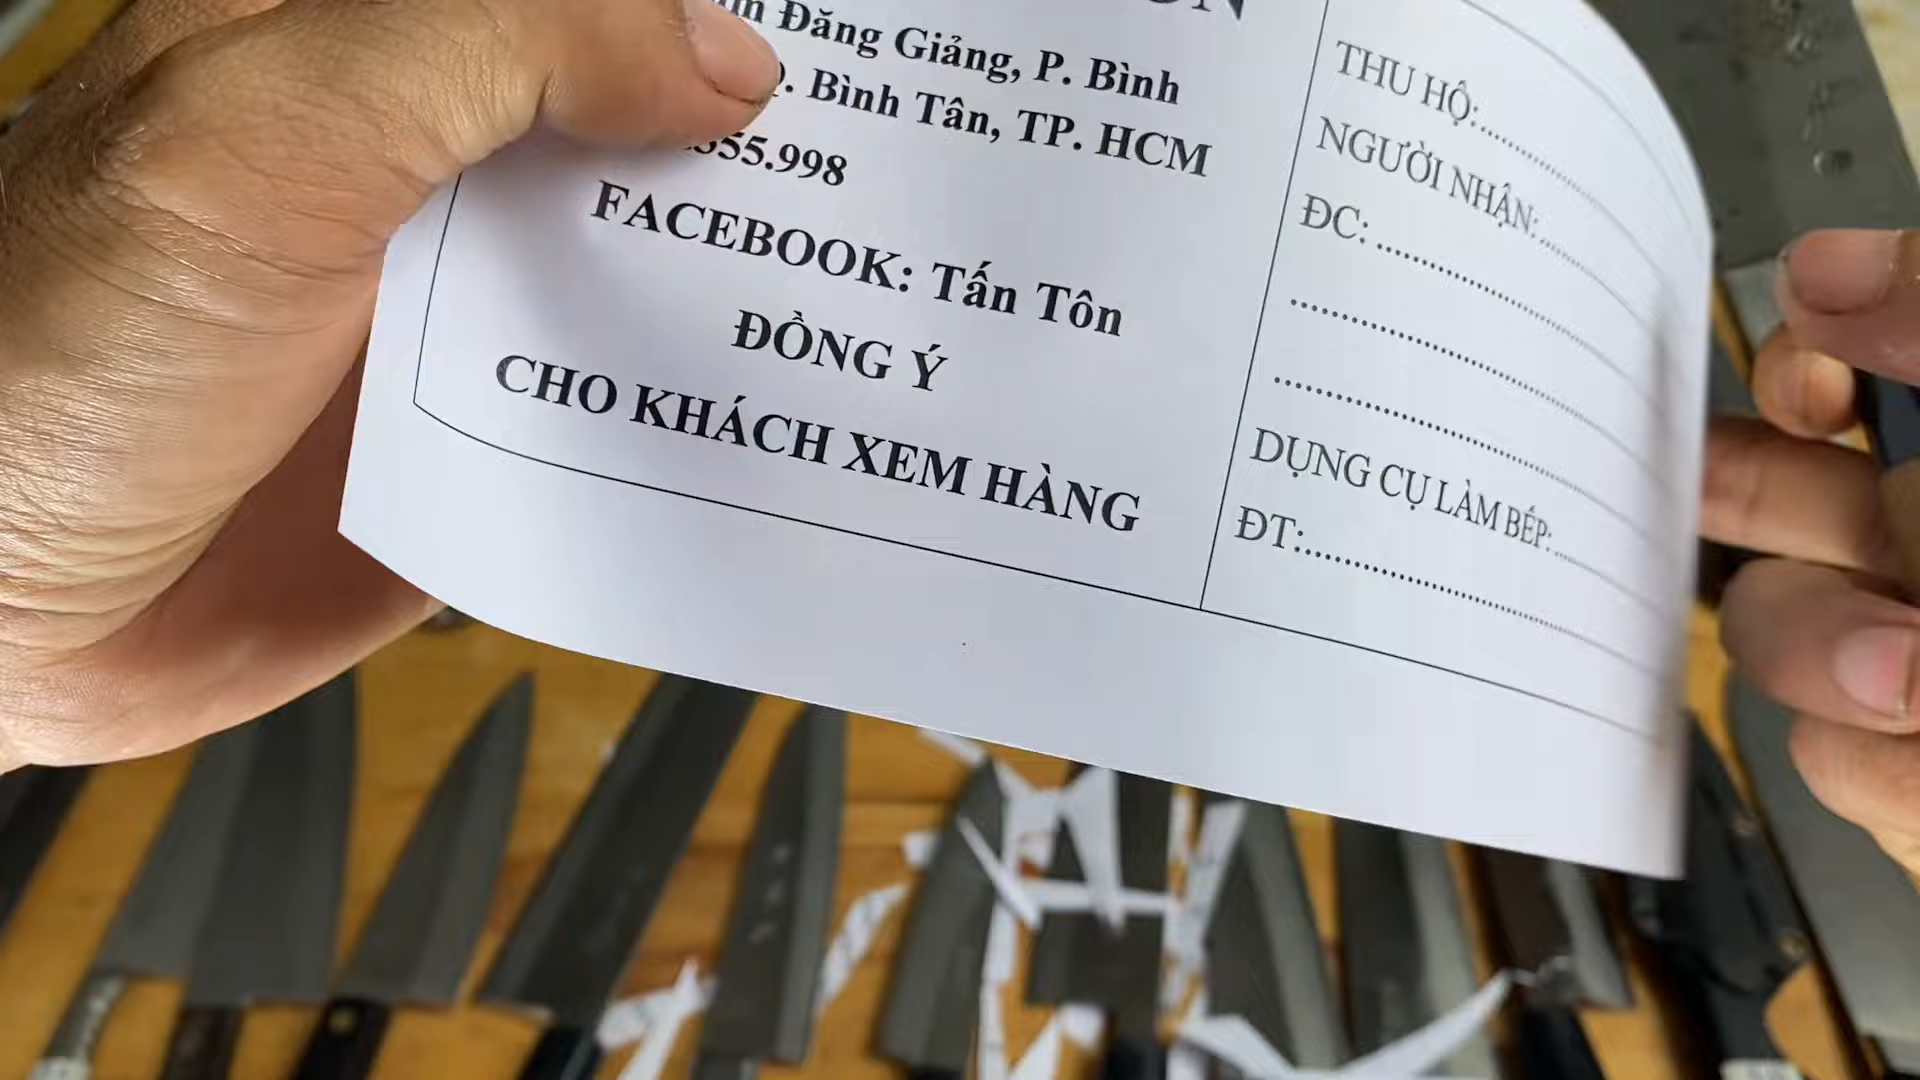 Đăng Giảng, P. Bình
Bình Tân, TP. HCM
55.998
FACEBOOK: Tấn Tôn
ĐỒNG Ý
CHO KHÁCH XEM HÀNG
THU HỘ:
NGƯỜI NHẬN:
ĐC:
DỤNG CỤ LÀM BẾP:
ĐT: